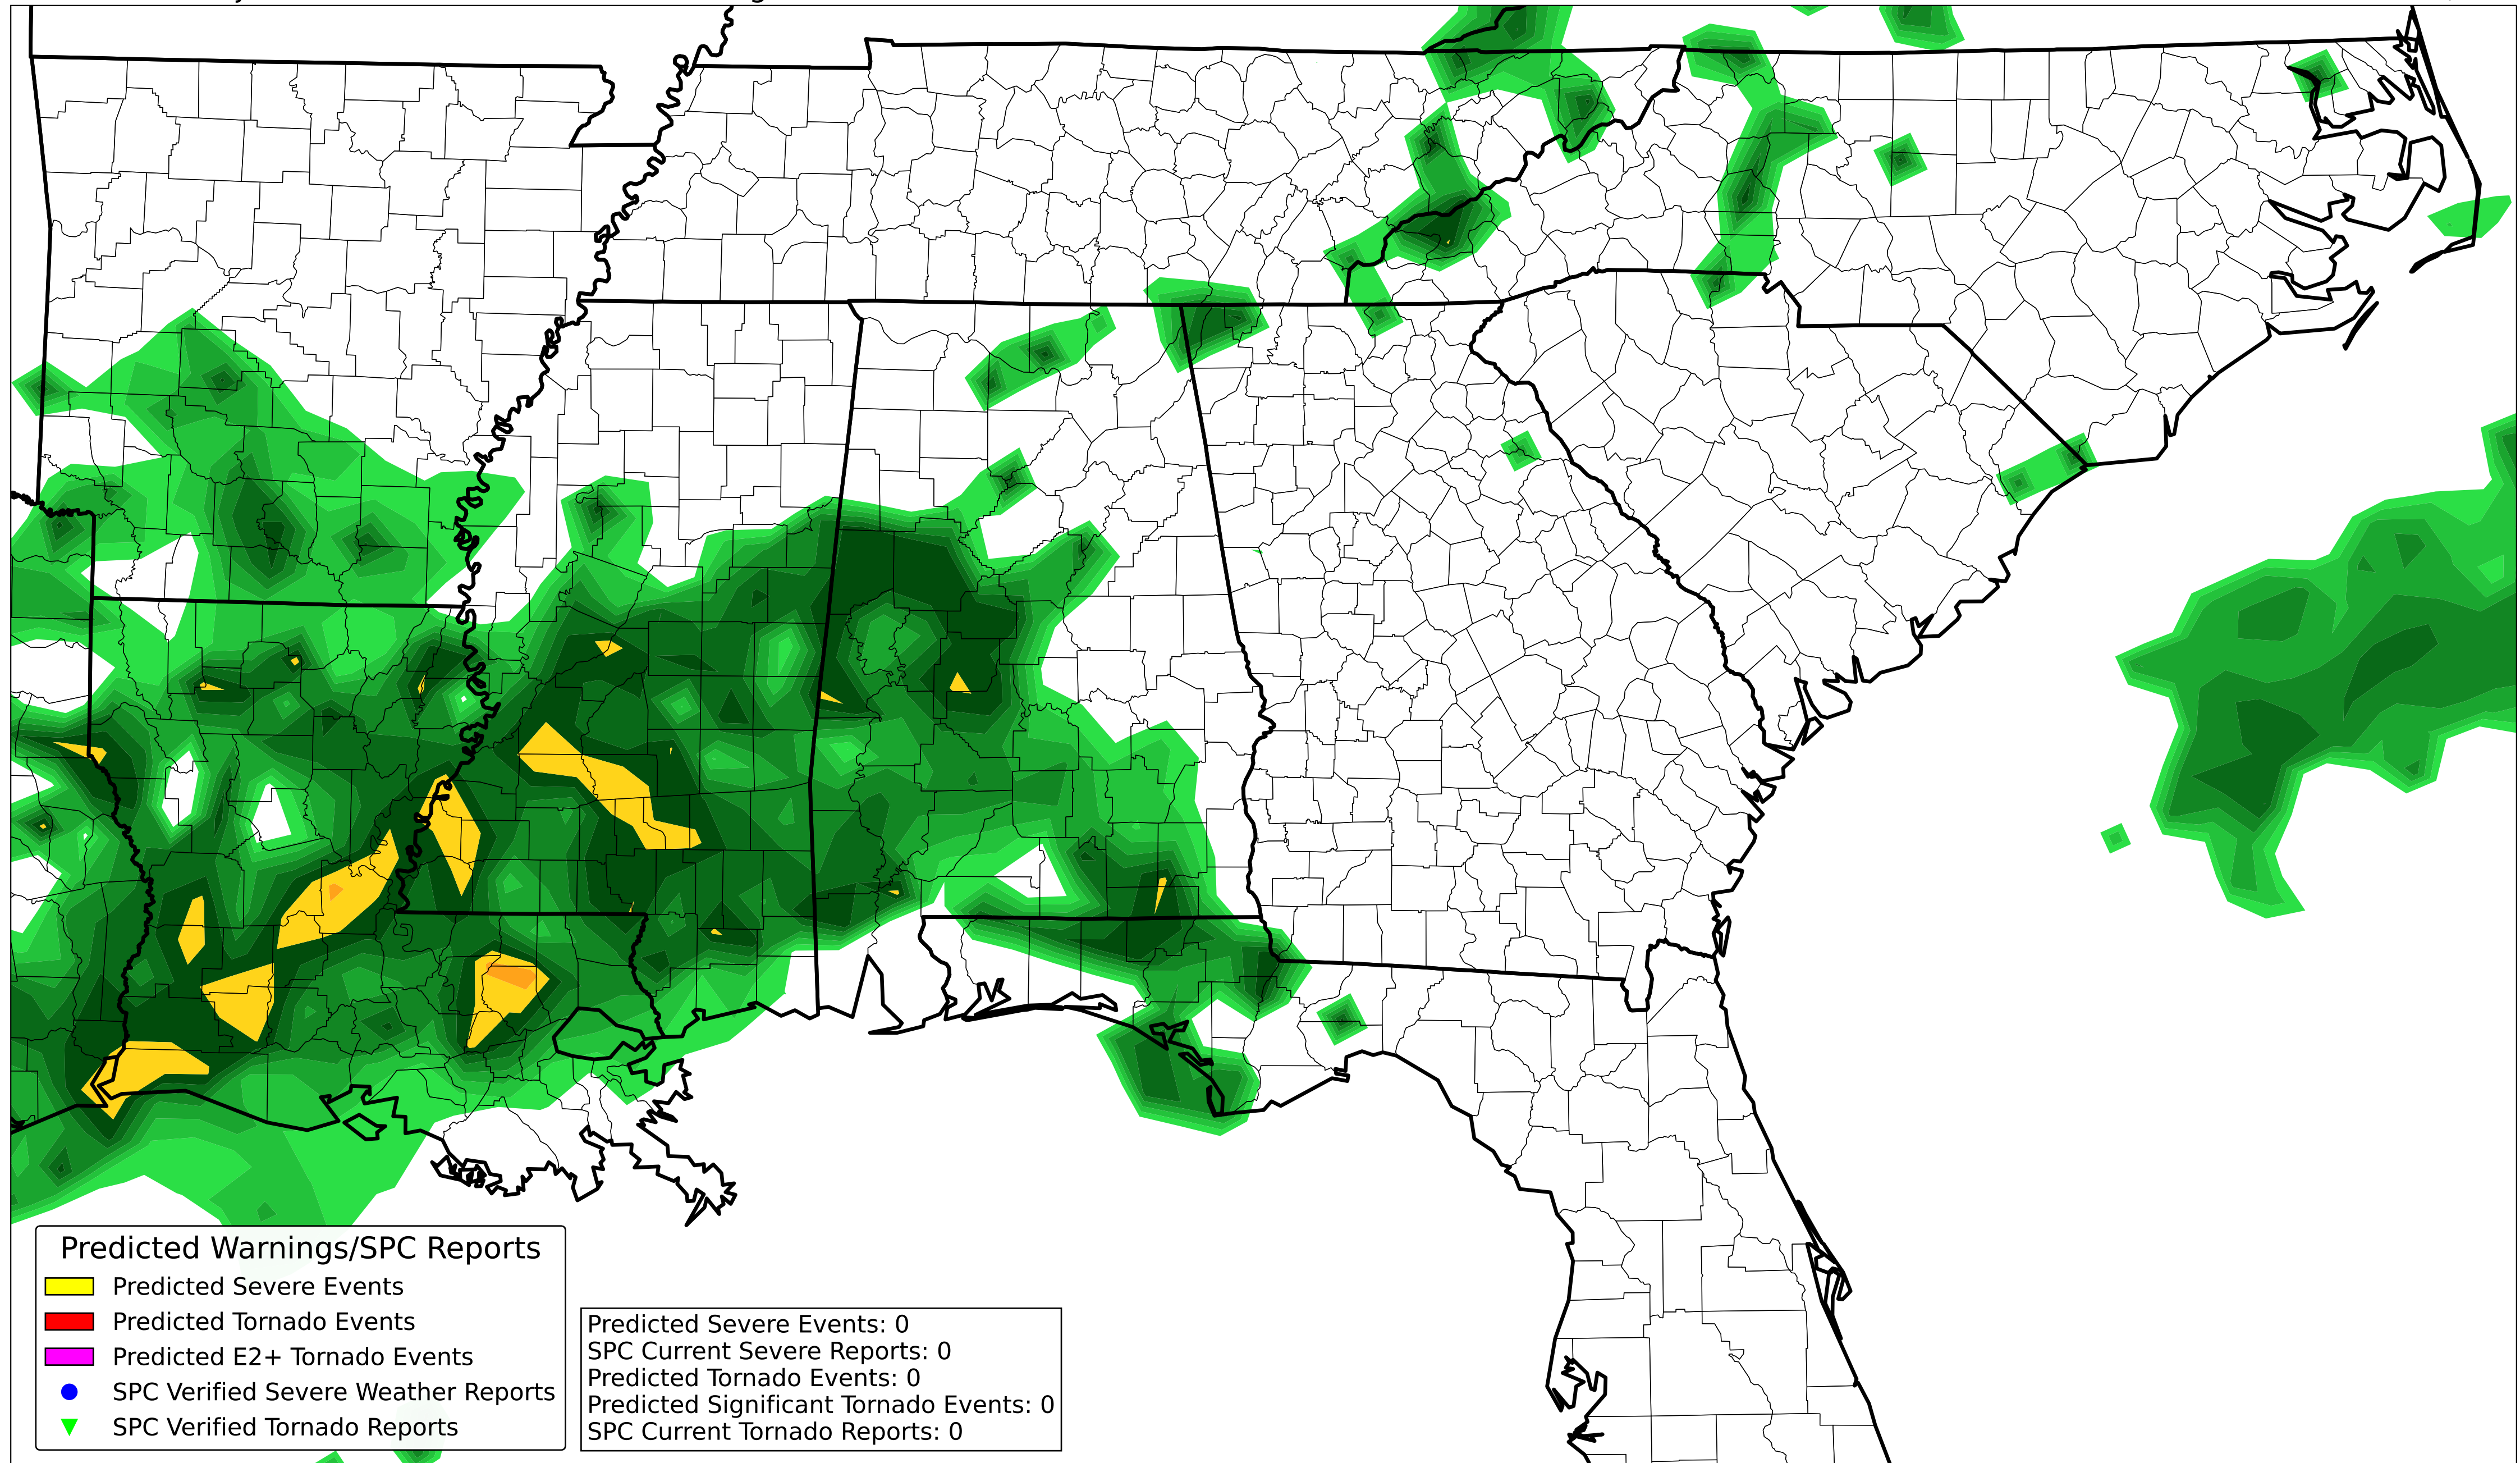 Predicted Warnings/SPC Reports
Predicted Severe Events
Predicted Tornado Events
Predicted E2+ Tornado Events
SPC Verified Severe Weather Reports
SPC Verified Tornado Reports
Predicted Severe Events: 0
SPC Current Severe Reports: 0
Predicted Tornado Events: 0
Predicted Significant Tornado Events: 0
SPC Current Tornado Reports: 0